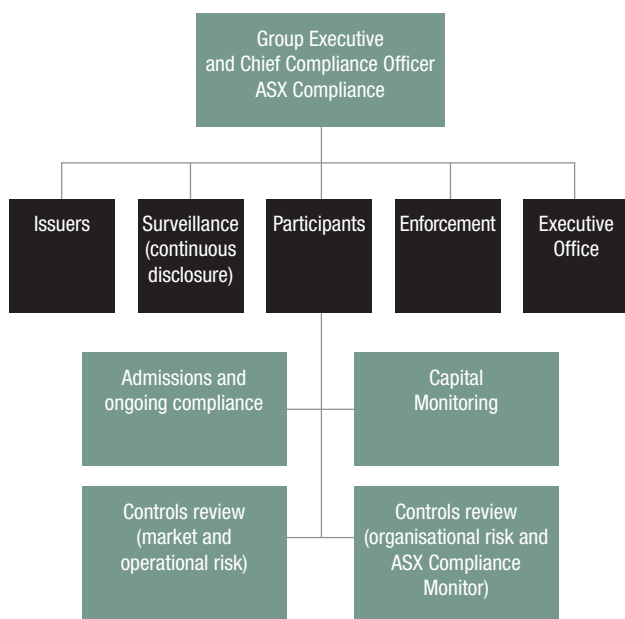 Group Executive
and Chief Compliance Officer
ASX Compliance
Issuers
Surveillance
(continuous
disclosure)
Participants
Enforcement
Executive
Office
Admissions and
ongoing compliance
Capital
Monitoring
Controls review
(market and
operational risk)
Controls review
(organisational risk and
ASX Compliance
Monitor)